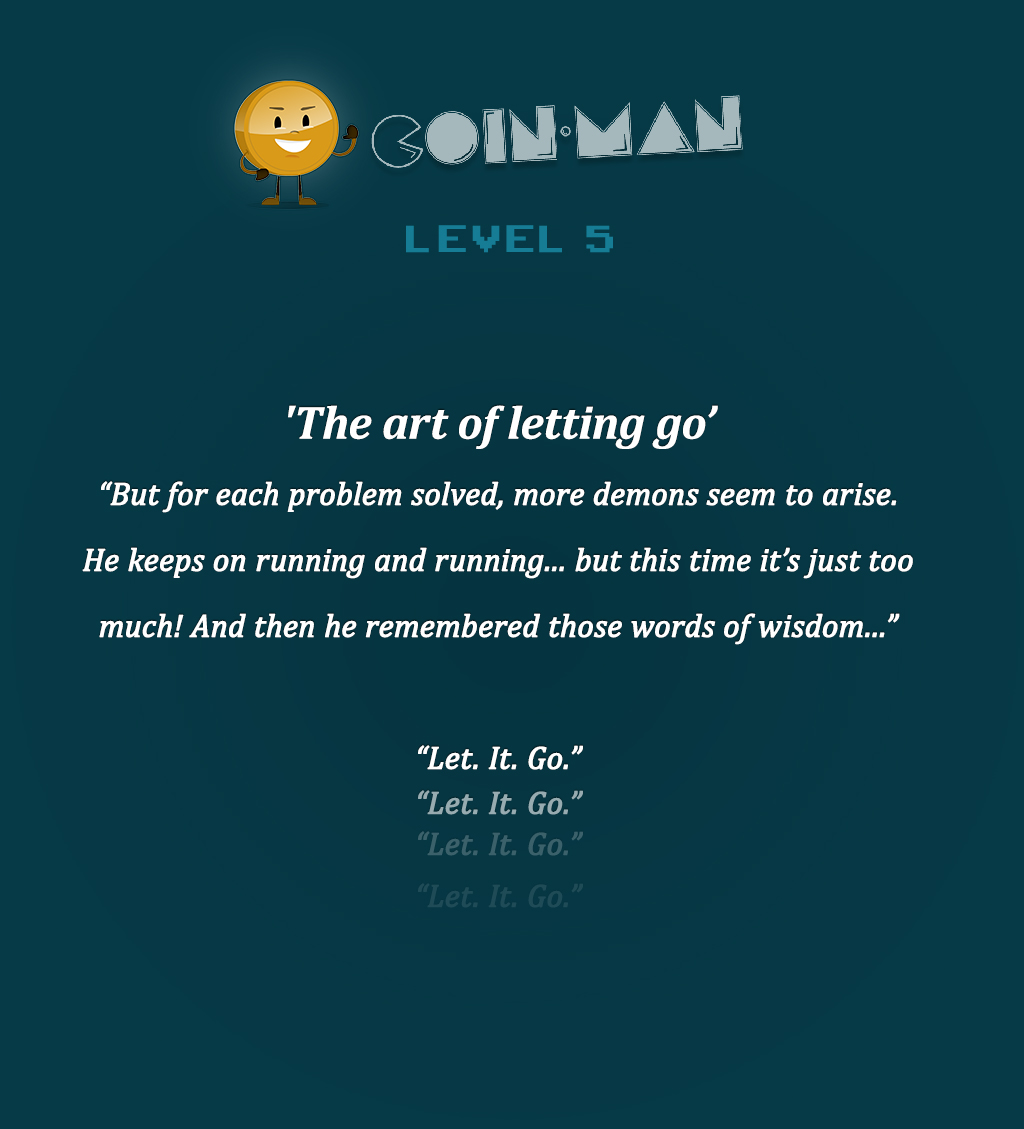 COIN·MAN
LEVEL 5
'The art of letting go’
“But for each problem solved, more demons seem to arise.
He keeps on running and running... but this time it’s just too
much! And then he remembered those words of wisdom...”
“Let. It. Go.”
“Let. It. Go.”
“Let. It. Go.”
“Let. It. Go.”